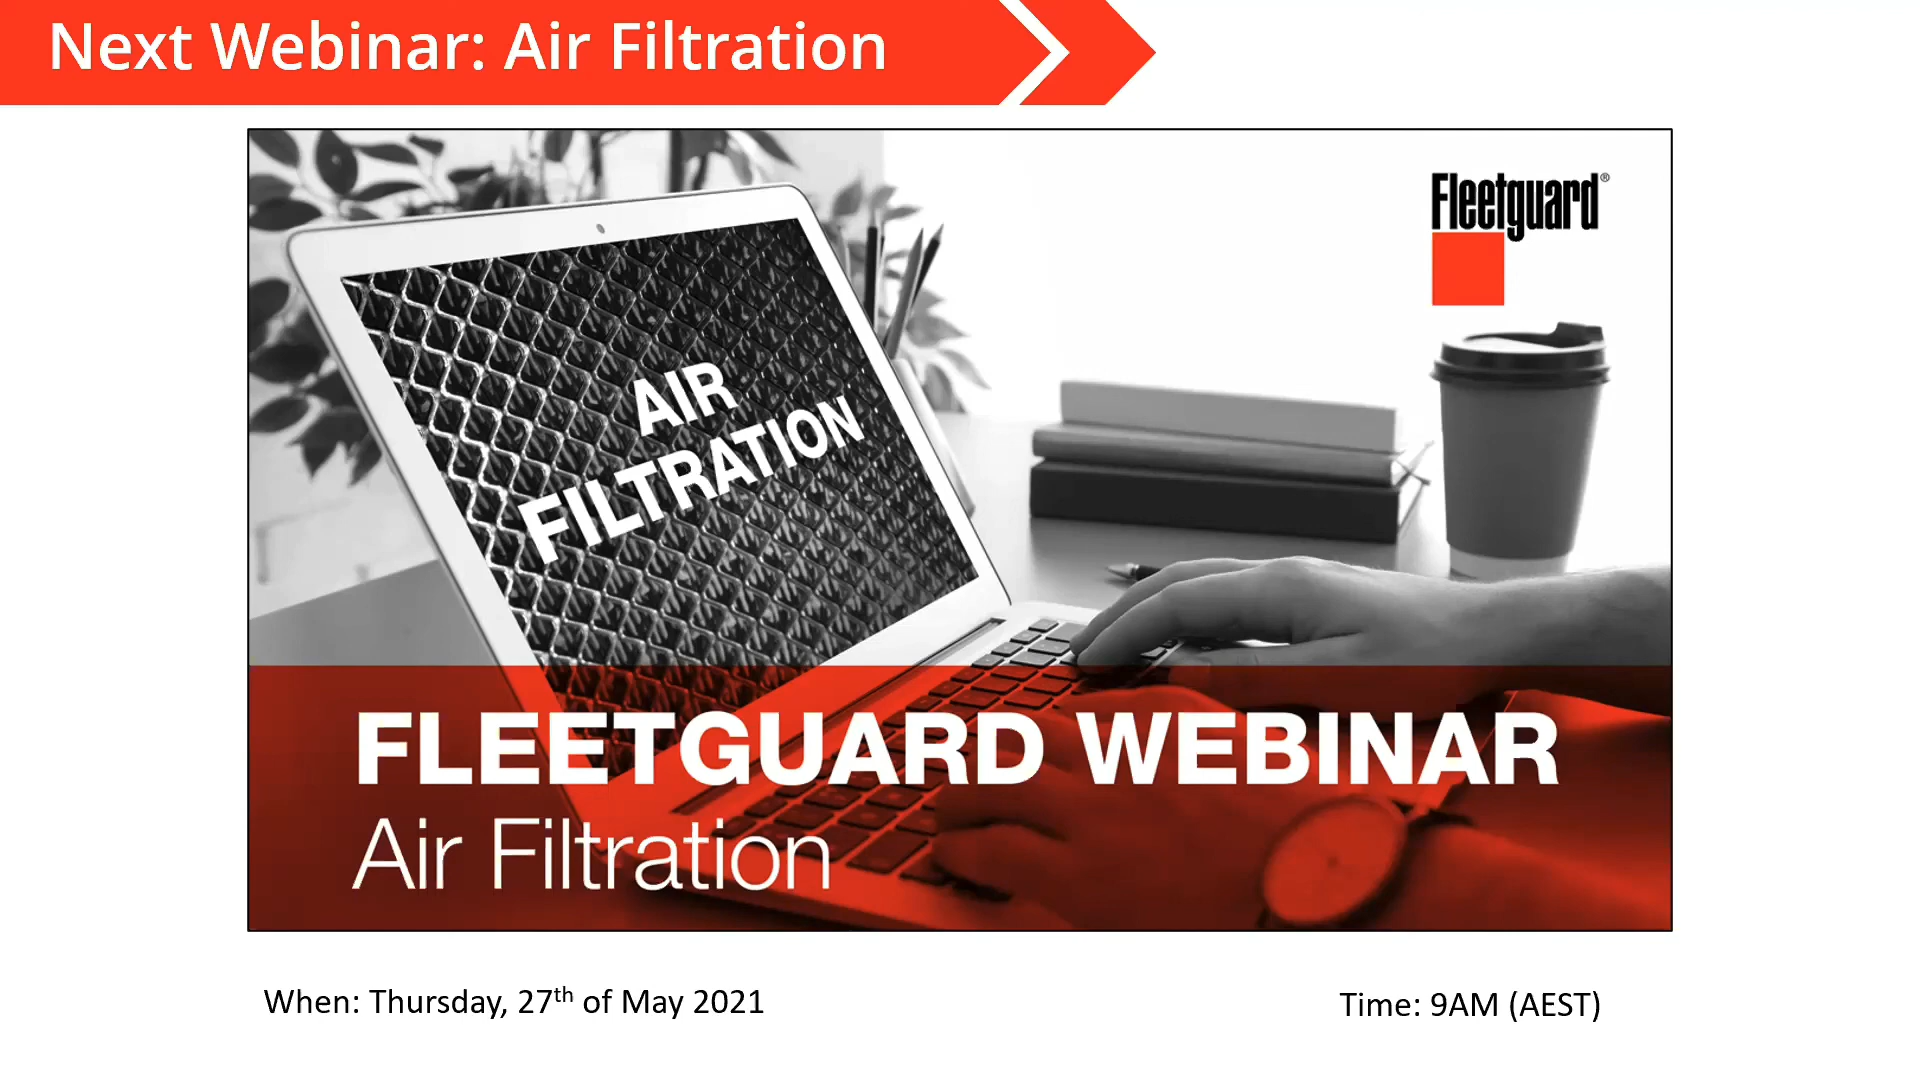 Next Webinar: Air Filtration
Fleetguard®
AIR
FILTRATION
FLEETGUARD WEBINAR
Air Filtration
When: Thursday, 27th of May 2021
Time: 9AM (AEST)